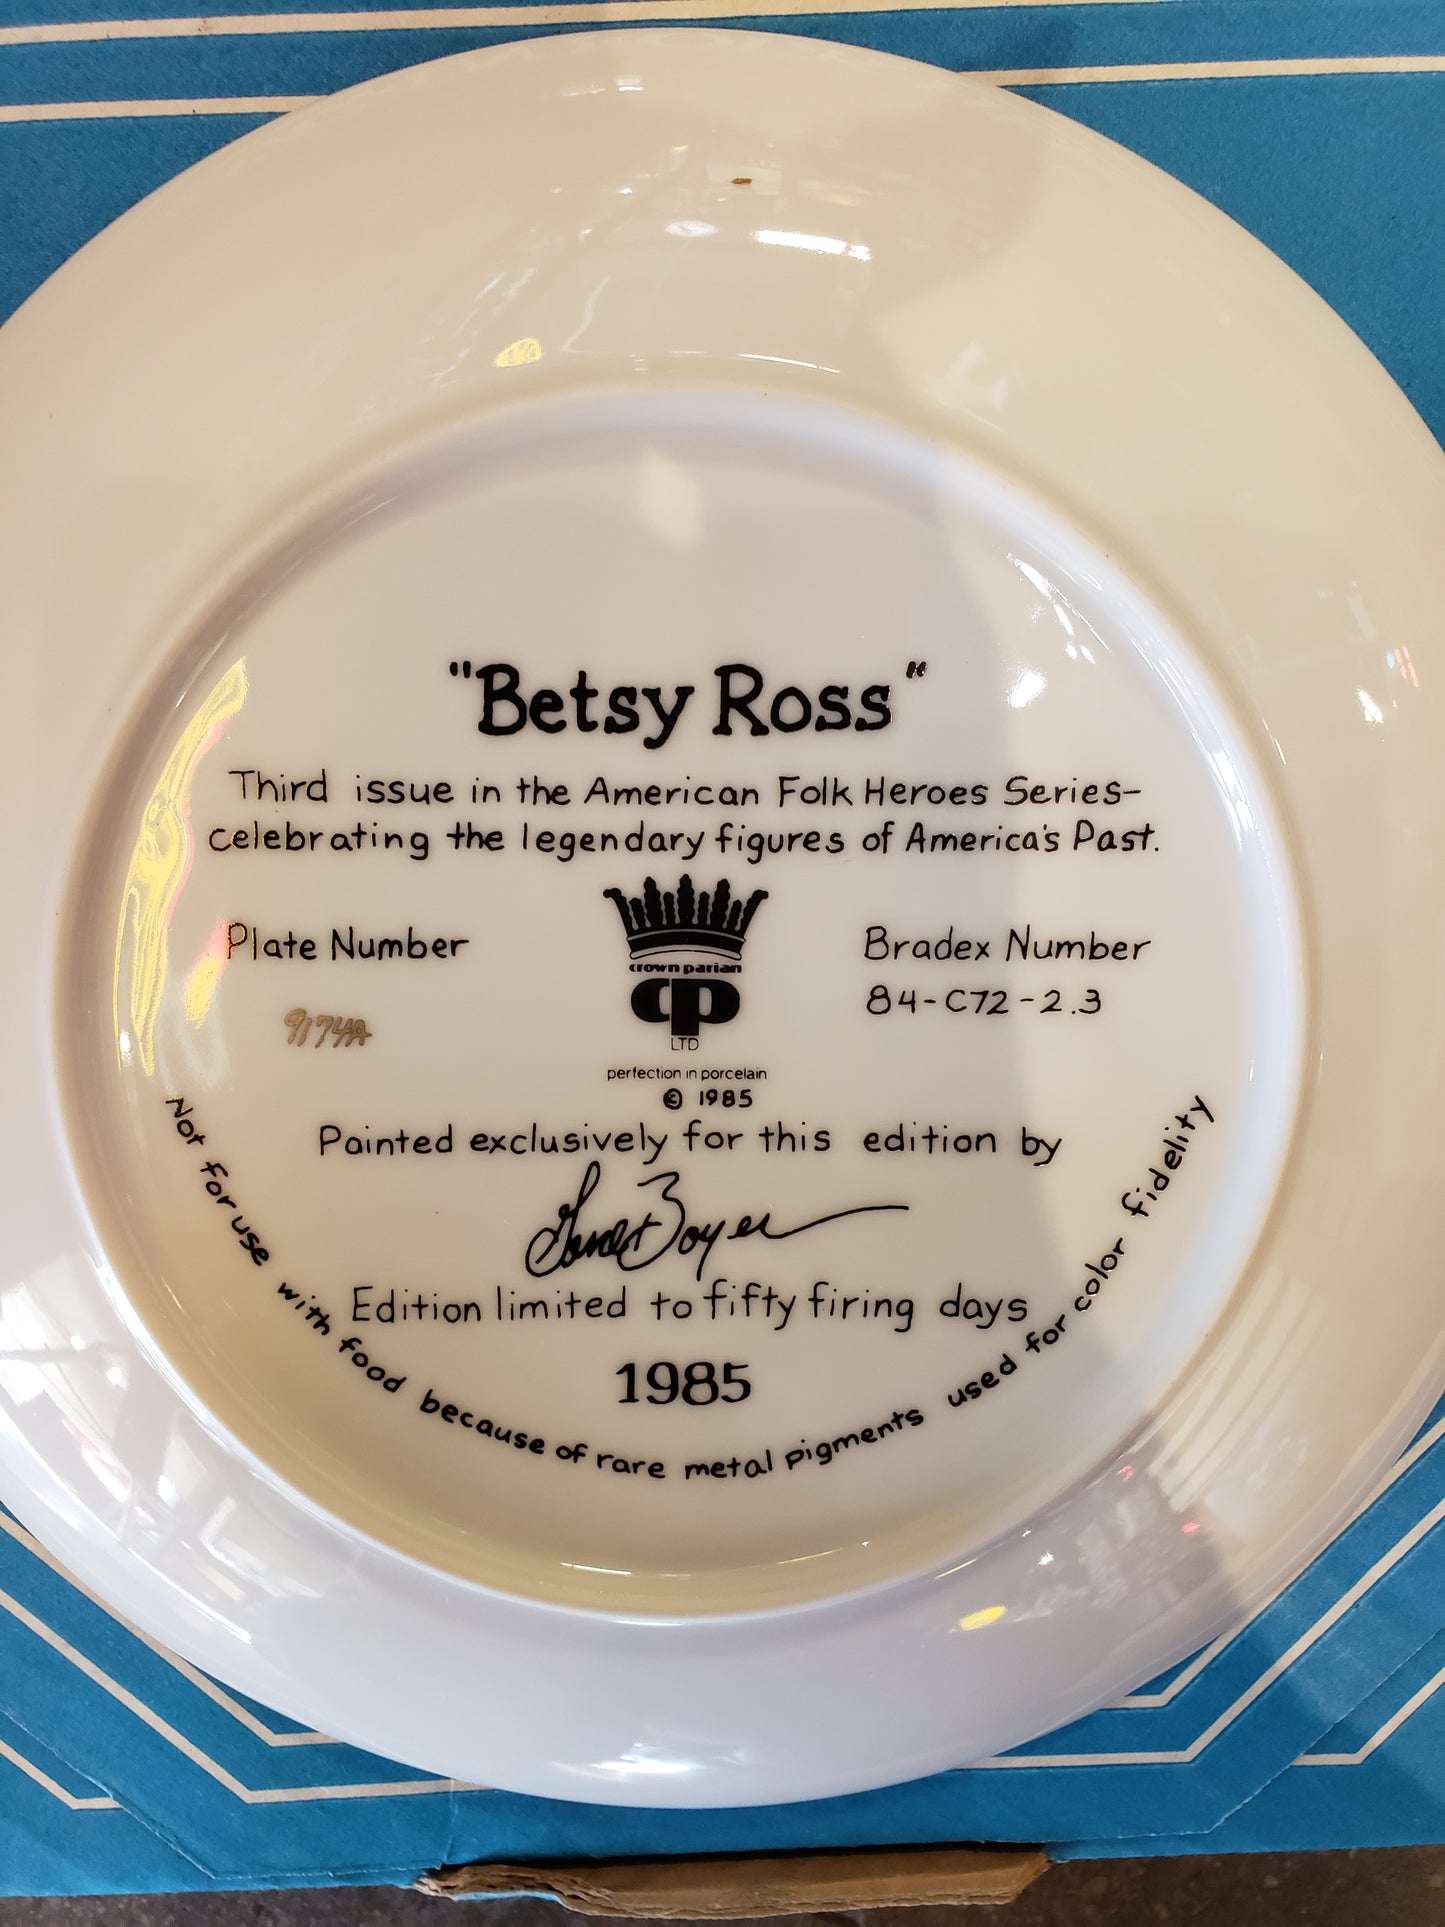 "Betsy Ross"
Third issue in the American Folk Heroes Series-
celebrating the legendary figures of America's Past.
Plate Number
9174A
crown parian
cp
LTD
perfection in porcelain
© 1985
Bradex Number
84-C72-2.3
Painted exclusively for this edition by
Boyer
Edition limited to fifty firing days
1985
Not for use with food because of rare metal pigments used for color fidelity